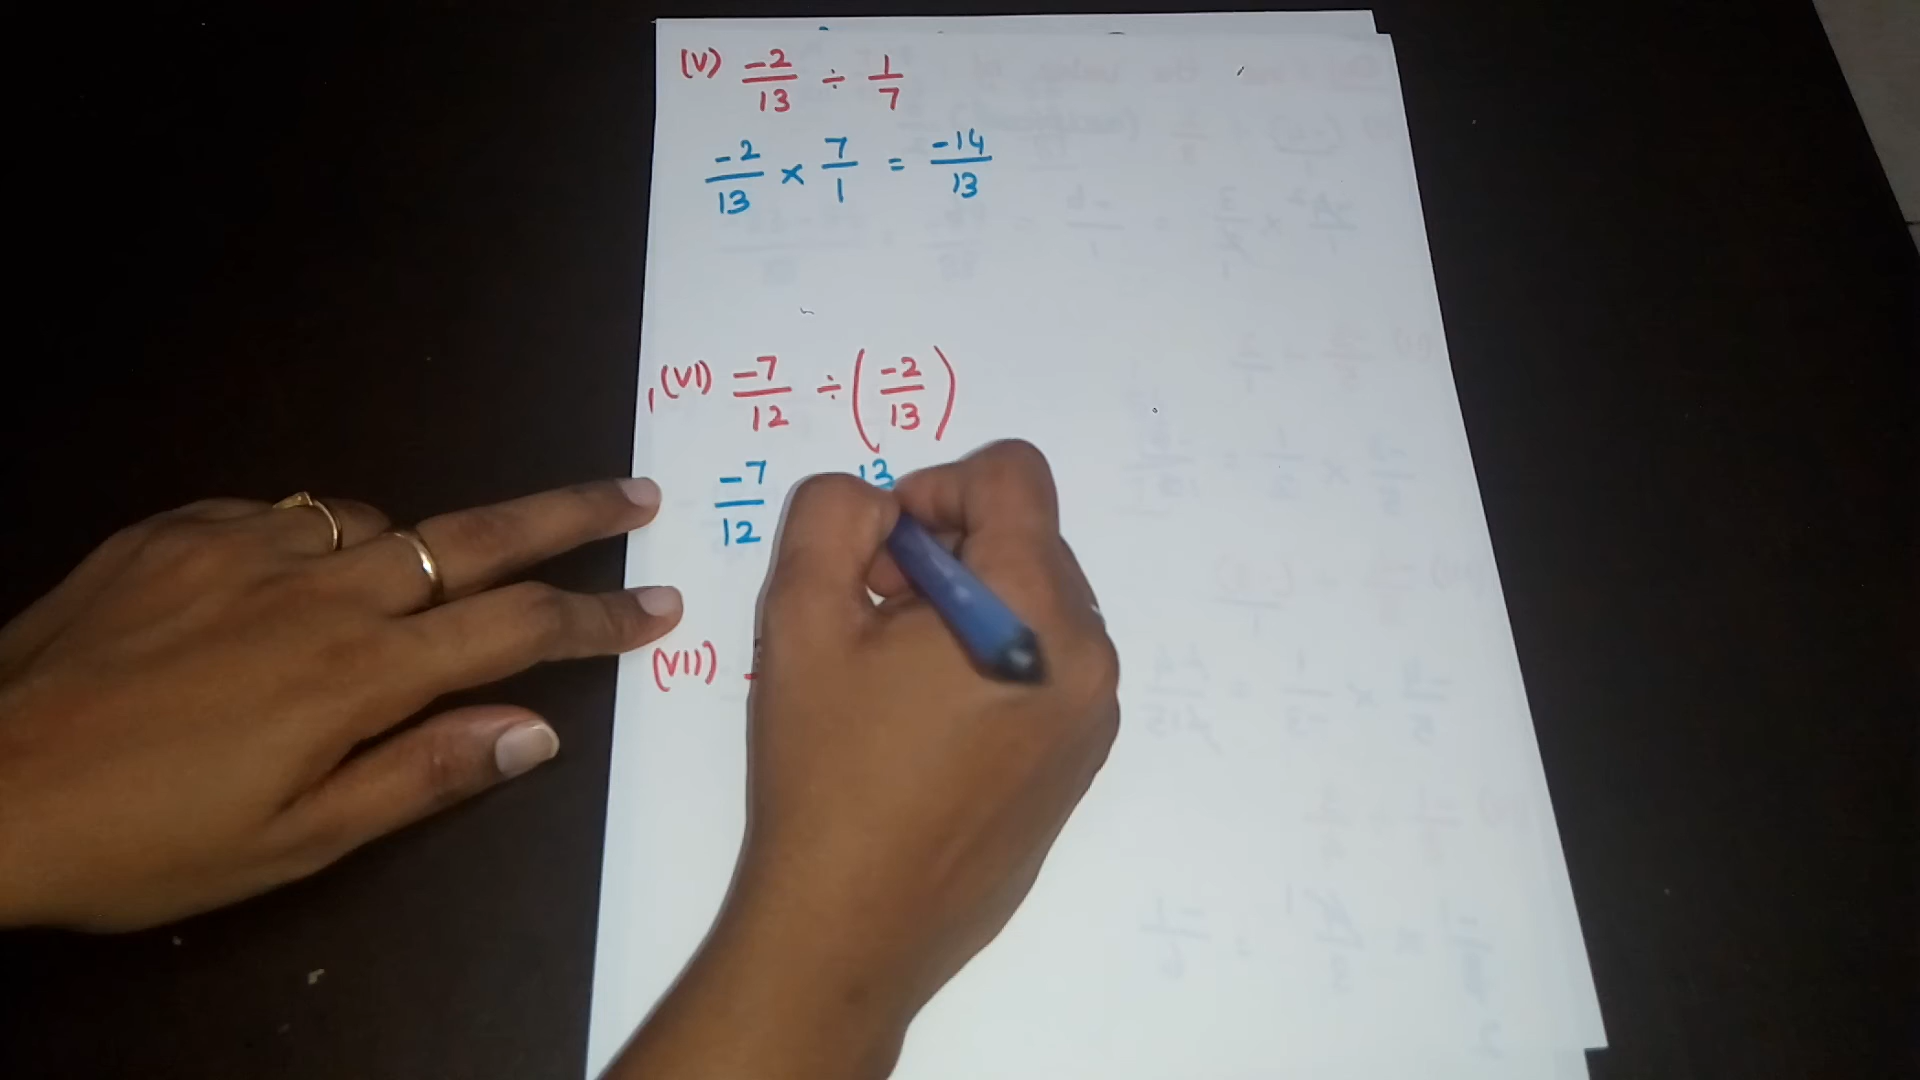 (V) -2/13 ÷ 1/7
-2/13 × 7/1 = -14/13
(VI) -7/12 ÷ (-2/13)
-7/12 13
(VII)